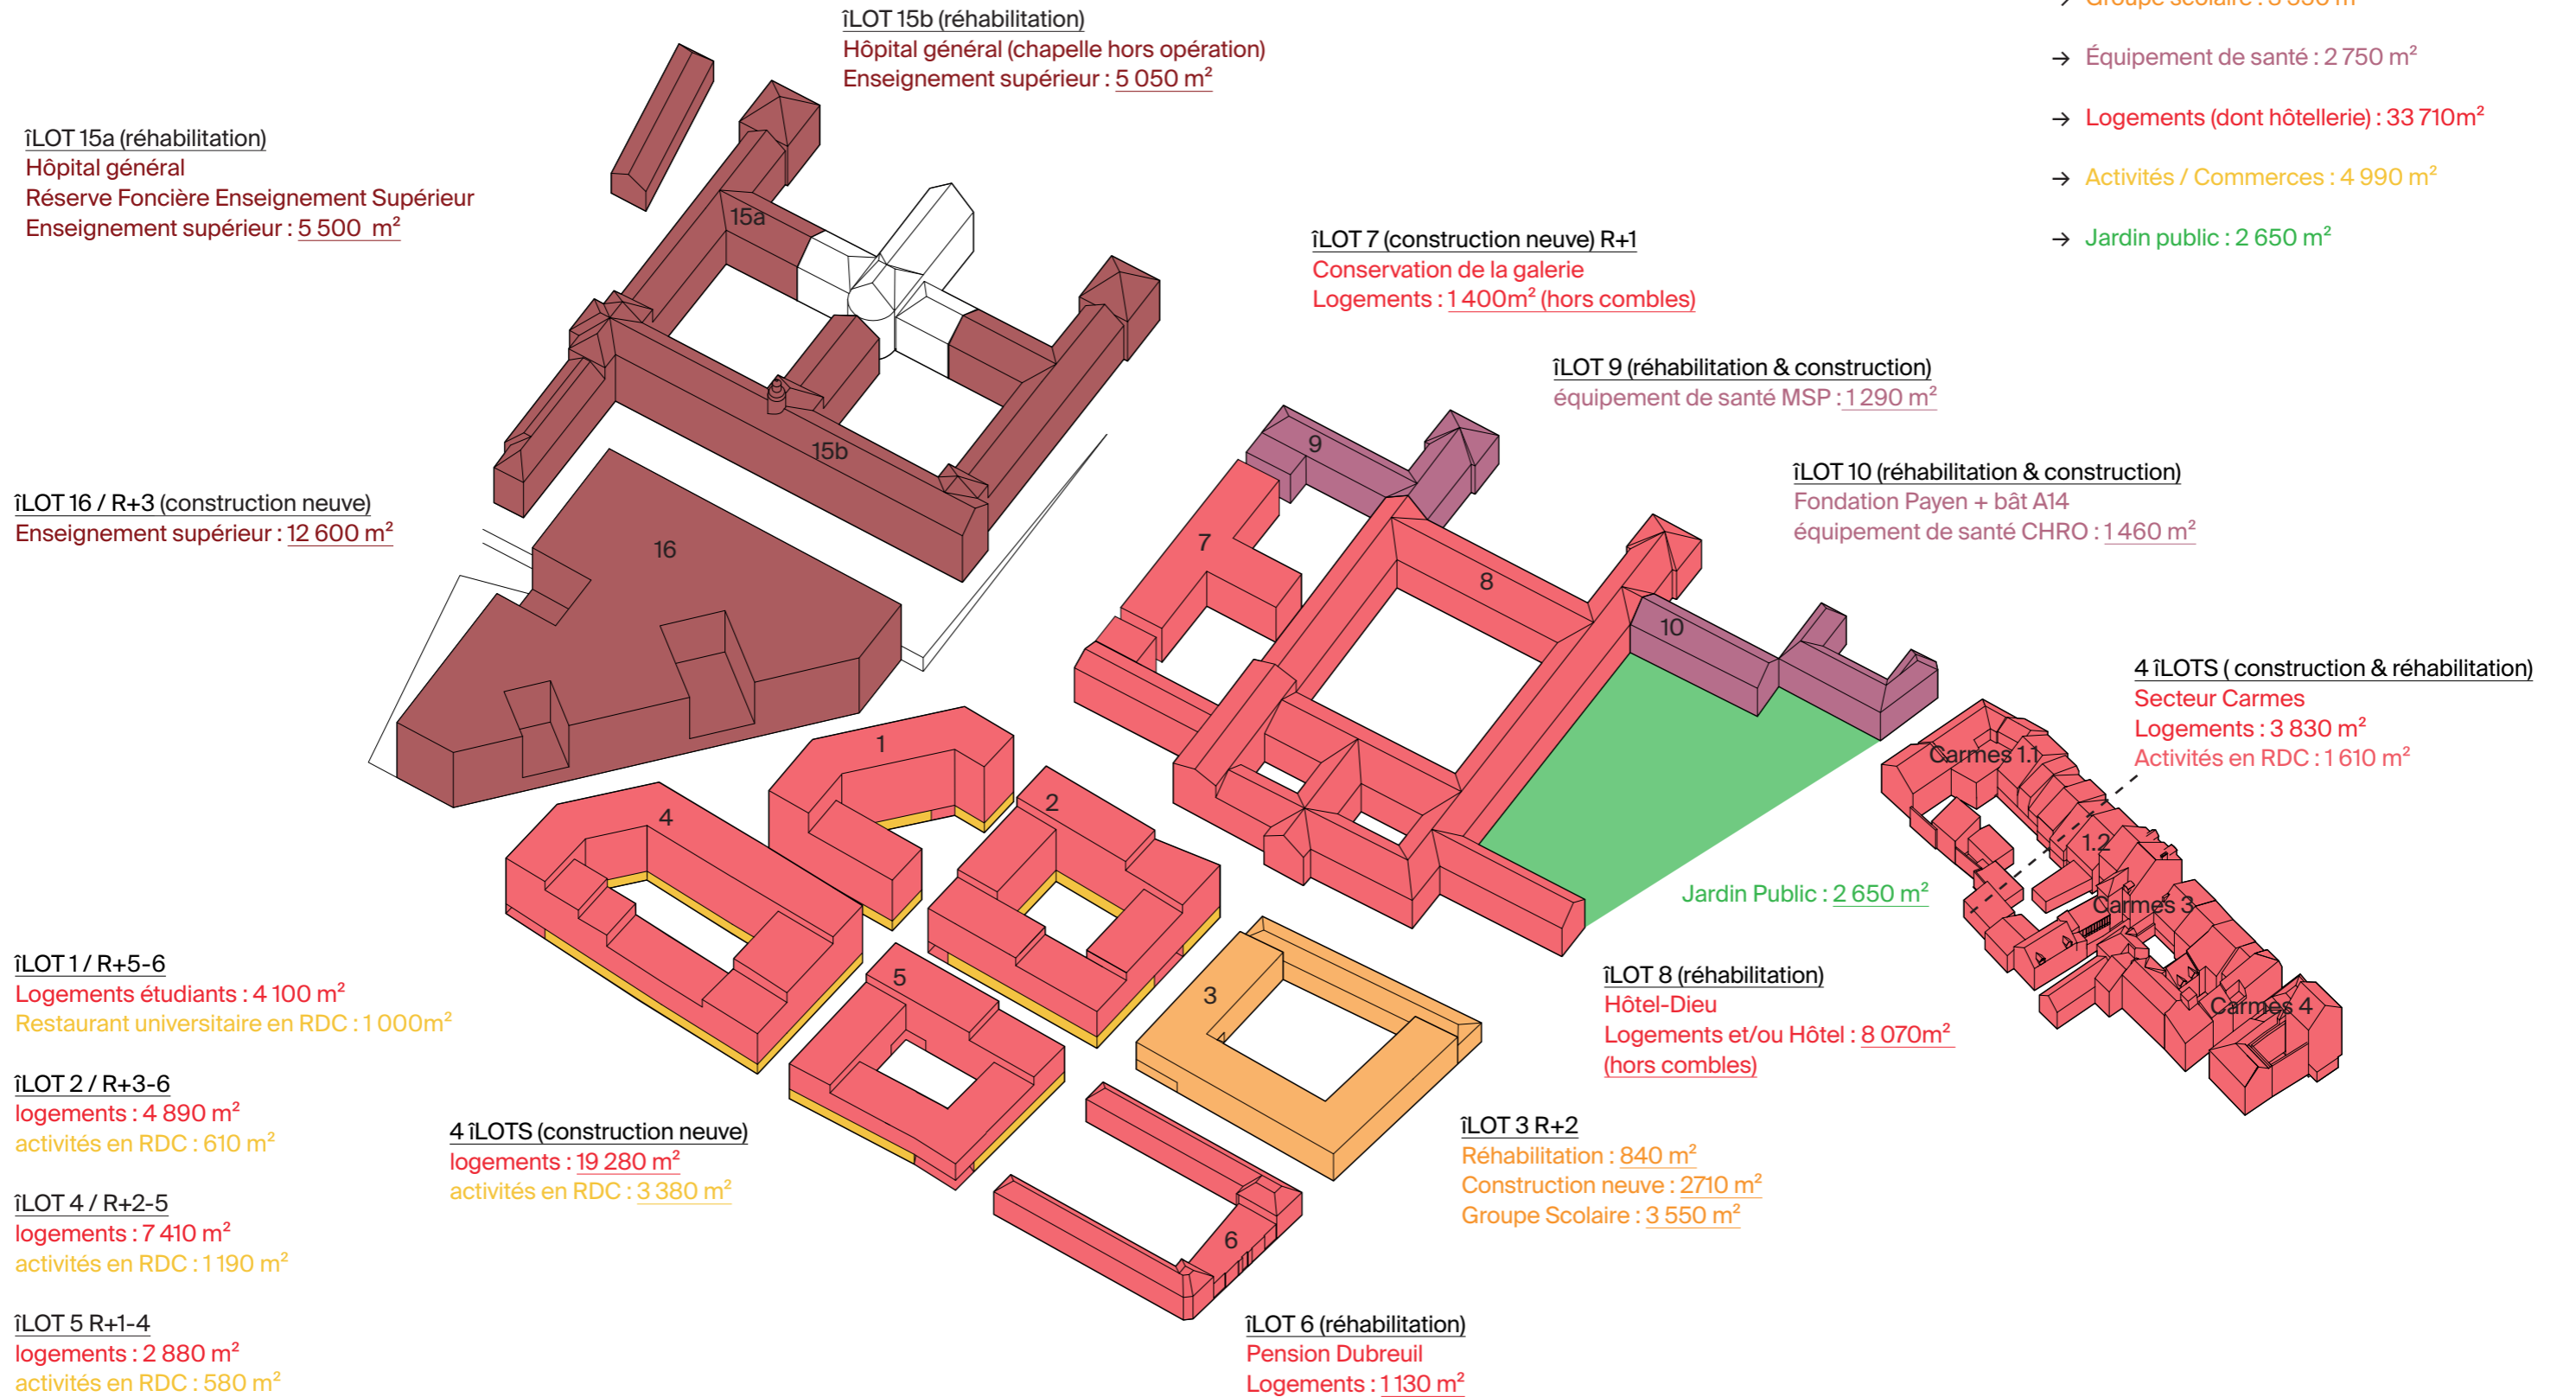 îLOT 15b (réhabilitation)
Hôpital général (chapelle hors opération)
Enseignement supérieur : 5 050 m²
→ Équipement de santé : 2 750 m²
→ Logements (dont hôtellerie) : 33 710m²
→ Activités / Commerces : 4 990 m²
→ Jardin public : 2 650 m²
îLOT 15a (réhabilitation)
Hôpital général
Réserve Foncière Enseignement Supérieur
Enseignement supérieur : 5 500 m²
15a
15b
îLOT 7 (construction neuve) R+1
Conservation de la galerie
Logements : 1 400m² (hors combles)
îLOT 9 (réhabilitation & construction)
équipement de santé MSP : 1 290 m²
îLOT 10 (réhabilitation & construction)
Fondation Payen + bât A14
équipement de santé CHRO : 1 460 m²
îLOT 16 / R+3 (construction neuve)
Enseignement supérieur : 12 600 m²
16
9
7
8
10
4 îLOTS ( construction & réhabilitation)
Secteur Carmes
Logements : 3 830 m²
Activités en RDC : 1 610 m²
Carmes 1.1
1.2
Carmes 3
Carmes 4
1
2
4
5
3
6
Jardin Public : 2 650 m²
îLOT 8 (réhabilitation)
Hôtel-Dieu
Logements et/ou Hôtel : 8 070m²
(hors combles)
îLOT 1 / R+5-6
Logements étudiants : 4 100 m²
Restaurant universitaire en RDC : 1 000m²
îLOT 2 / R+3-6
logements : 4 890 m²
activités en RDC : 610 m²
îLOT 4 / R+2-5
logements : 7 410 m²
activités en RDC : 1 190 m²
îLOT 5 R+1-4
logements : 2 880 m²
activités en RDC : 580 m²
4 îLOTS (construction neuve)
logements : 19 280 m²
activités en RDC : 3 380 m²
îLOT 3 R+2
Réhabilitation : 840 m²
Construction neuve : 2710 m²
Groupe Scolaire : 3 550 m²
îLOT 6 (réhabilitation)
Pension Dubreuil
Logements : 1 130 m²